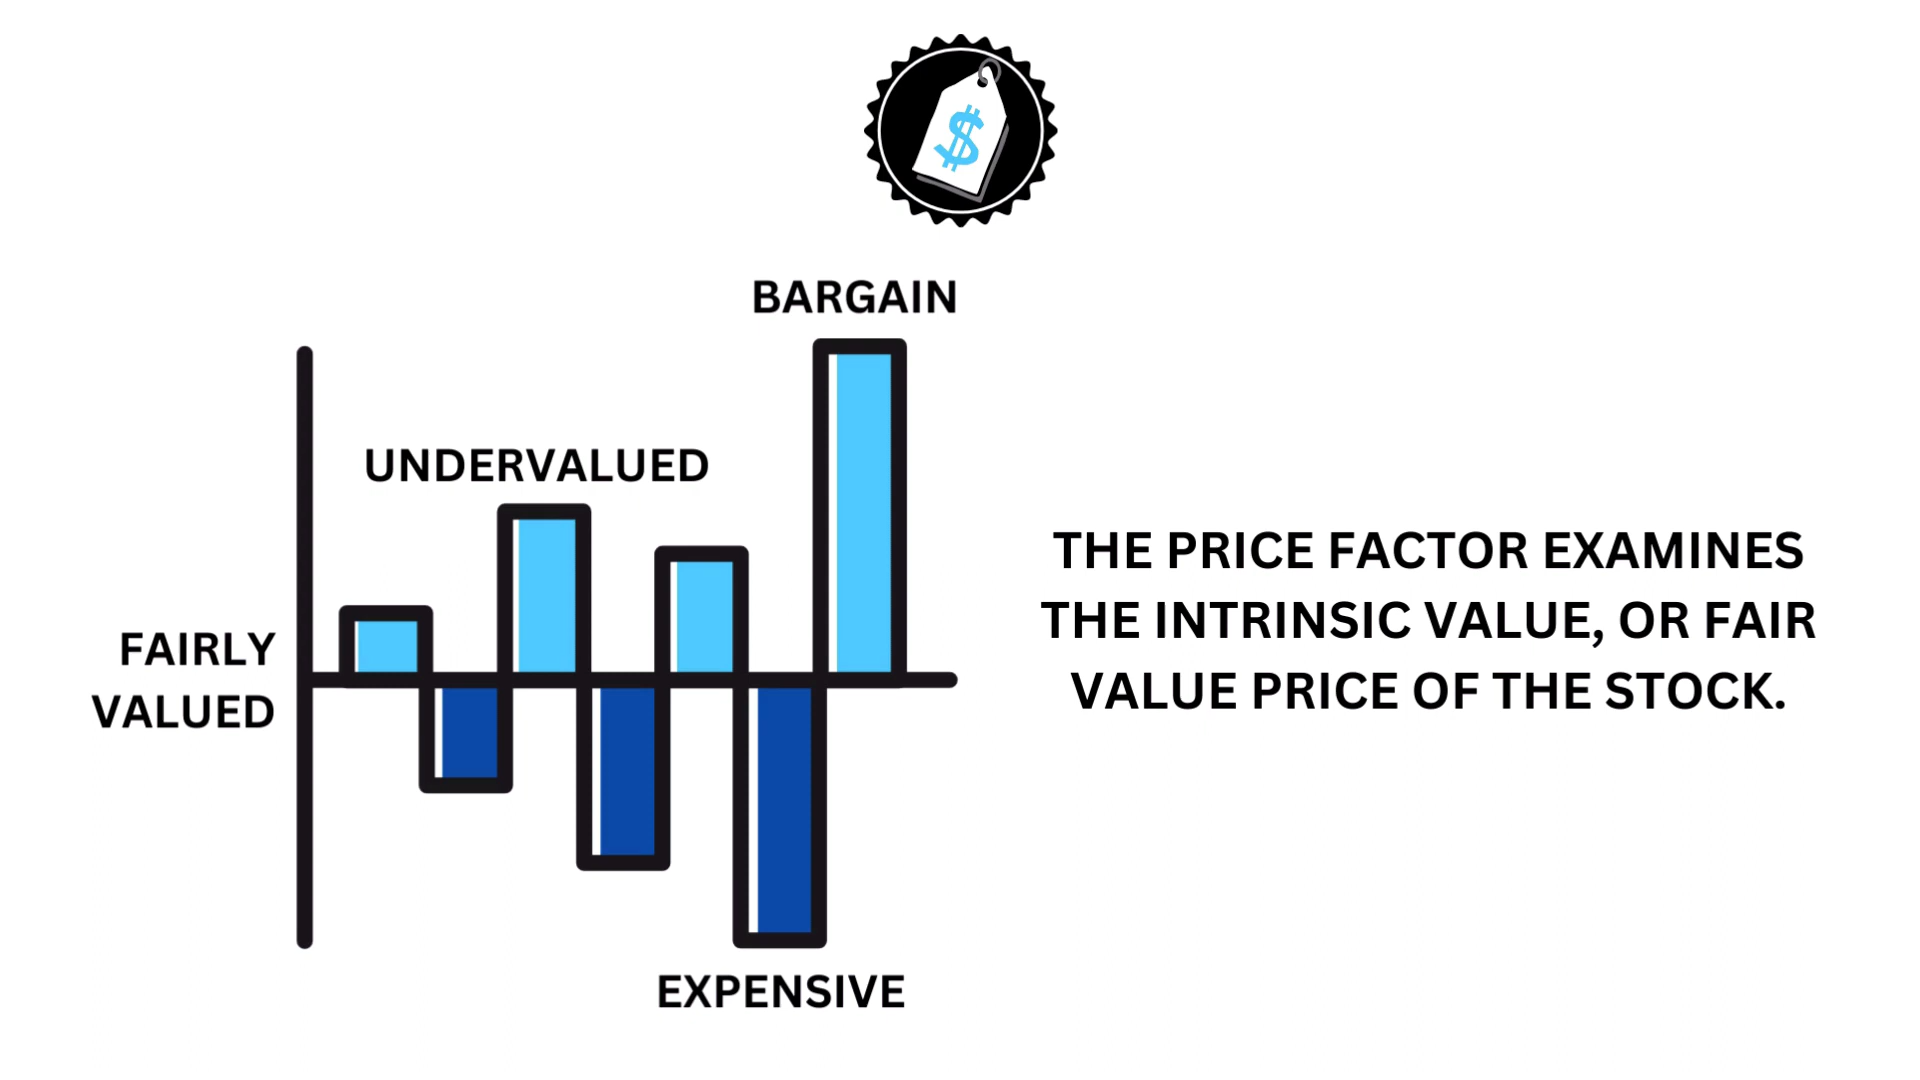 $
BARGAIN
UNDERVALUED
FAIRLY
VALUED
EXPENSIVE
THE PRICE FACTOR EXAMINES
THE INTRINSIC VALUE, OR FAIR
VALUE PRICE OF THE STOCK.